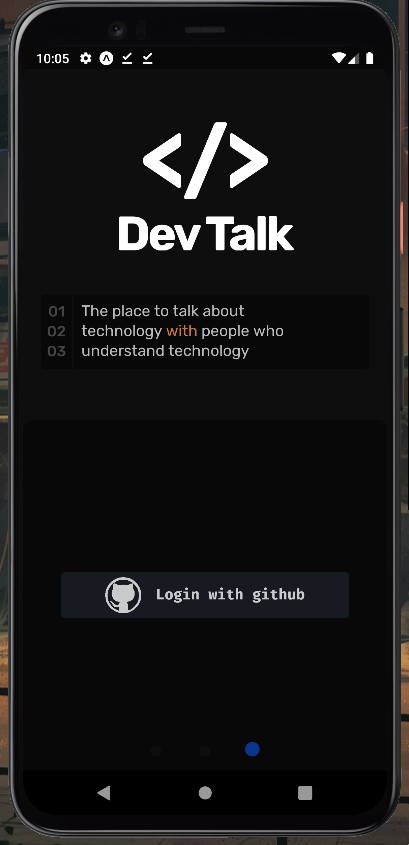 10:05
</>
Dev Talk
01 The place to talk about
02 technology with people who
03 understand technology
Login with github